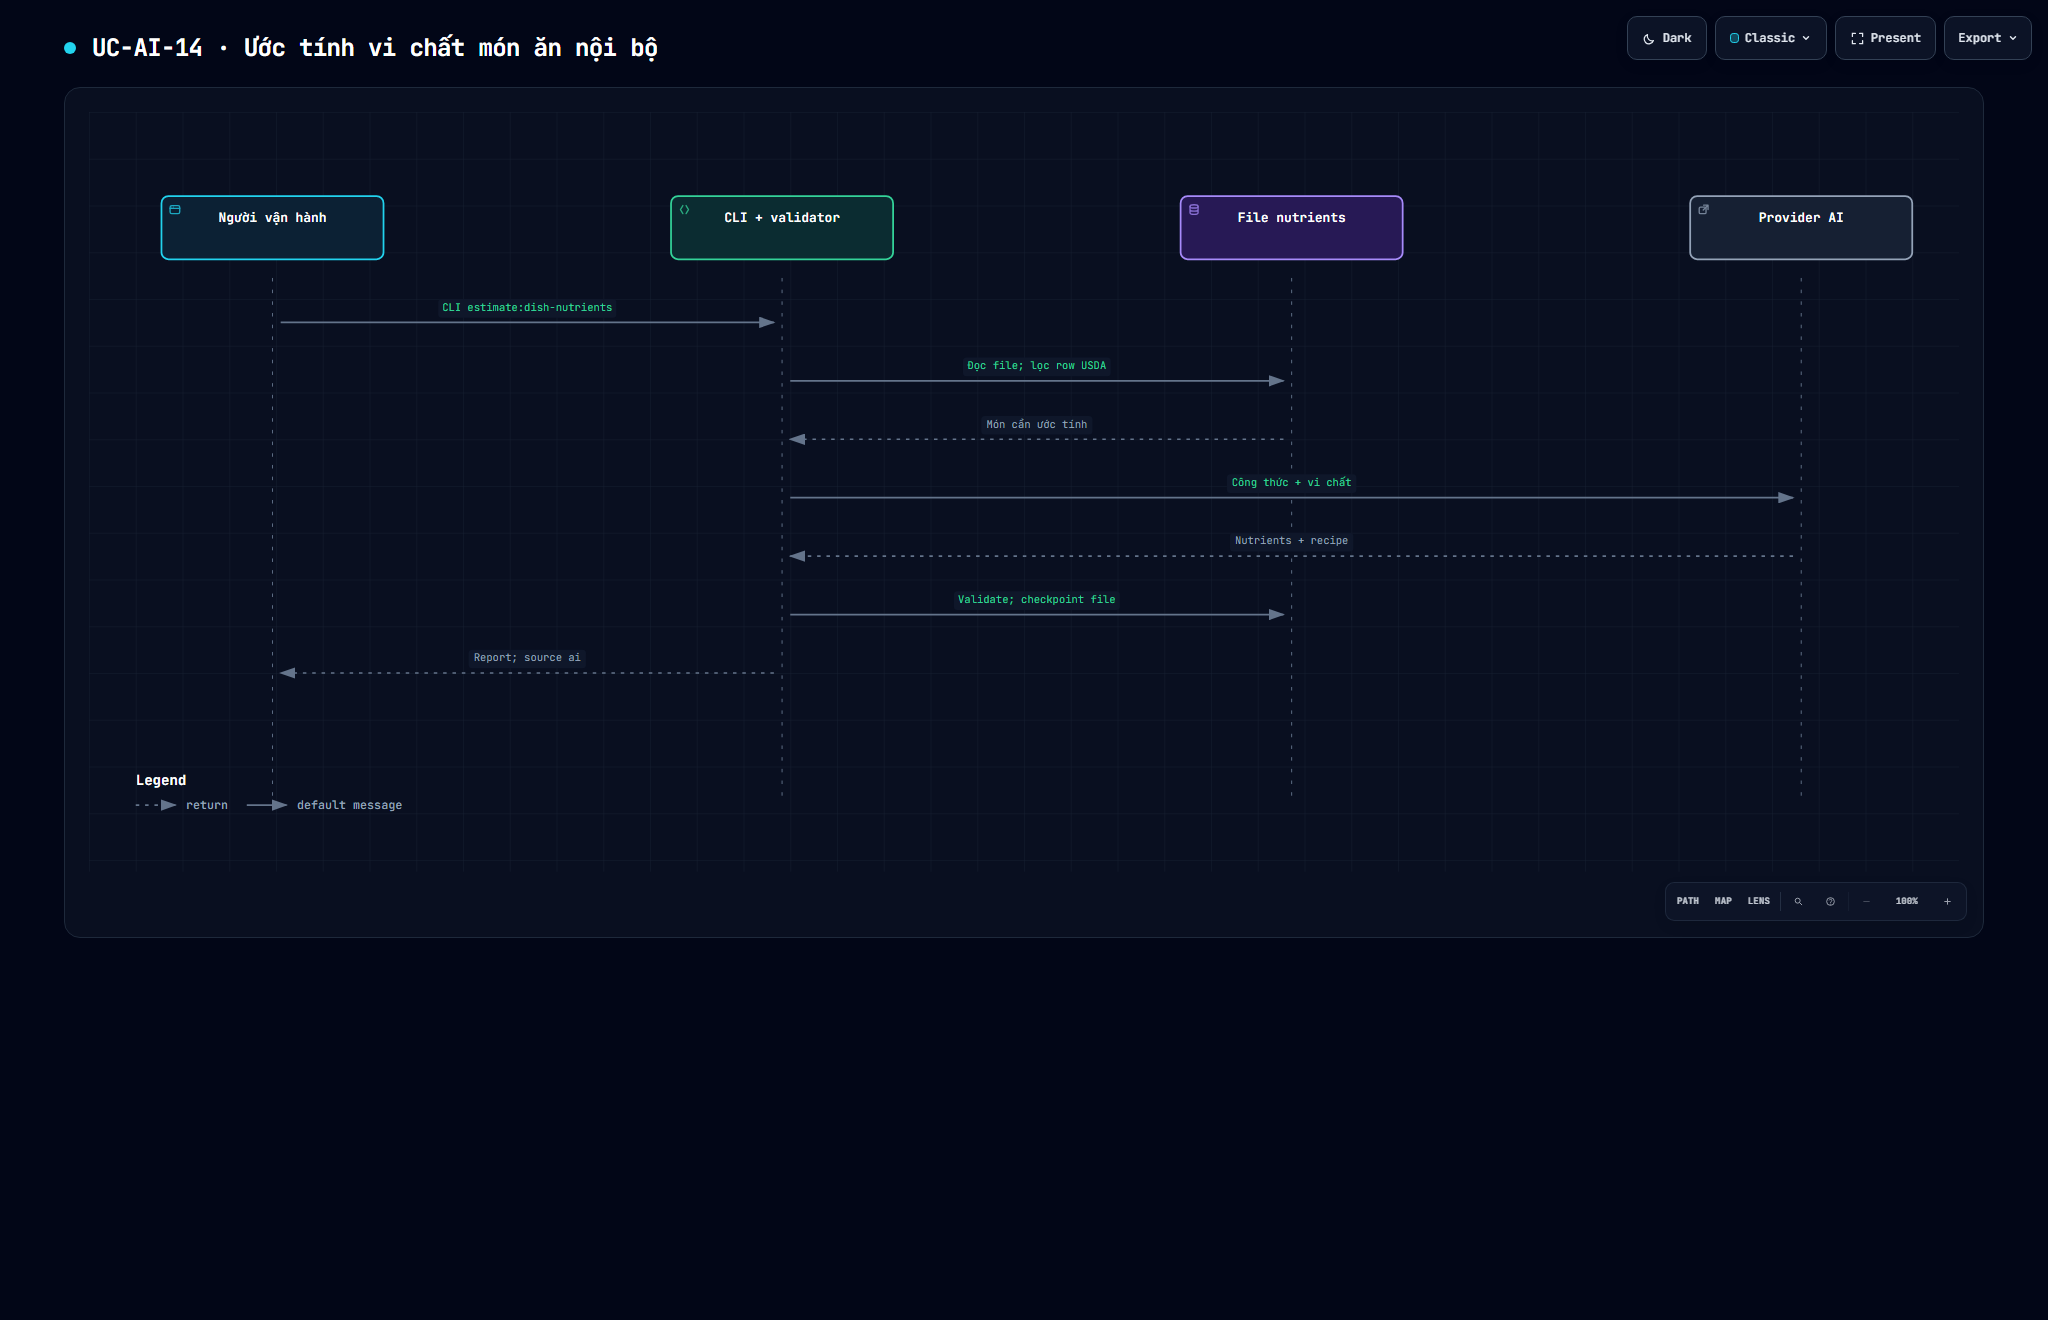 UC-AI-14 · Ước tính vi chất món ăn nội bộ
Dark
Classic
Present
Export
Người vận hành
CLI + validator
File nutrients
Provider AI
CLI estimate:dish-nutrients
Đọc file; lọc row USDA
Món cần ước tính
Công thức + vi chất
Nutrients + recipe
Validate; checkpoint file
Report; source ai
Legend
return
default message
PATH
MAP
LENS
100%